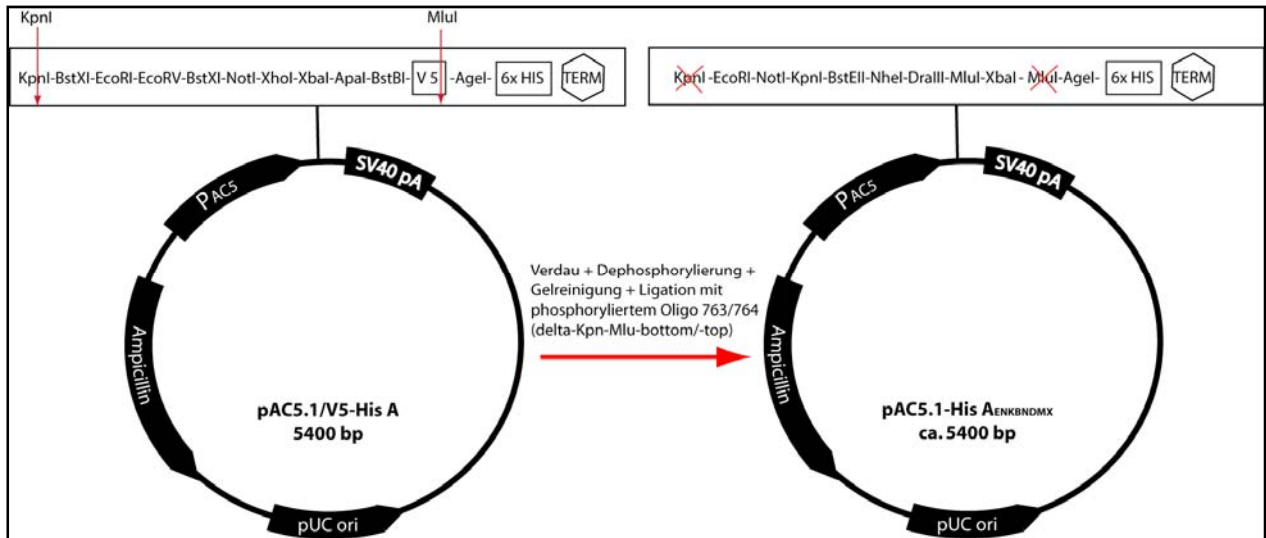 KpnI
MluI
KpnI-BstXI-EcoRI-EcoRV-BstXI-NotI-XhoI-XbaI-ApaI-BstBI- V 5 -AgeI- 6x HIS TERM
KpnI -EcoRI-NotI-KpnI-BstEII-NheI-DraIII-MluI-XbaI - MluI-AgeI- 6x HIS TERM
PAC5
SV40 pA
Ampicillin
pUC ori
pAC5.1/V5-His A
5400 bp
Verdau + Dephosphorylierung +
Gelreinigung + Ligation mit
phosphoryliertem Oligo 763/764
(delta-Kpn-Mlu-bottom/-top)
PAC5
SV40 pA
Ampicillin
pUC ori
pAC5.1-His AENKBNDMX
ca. 5400 bp